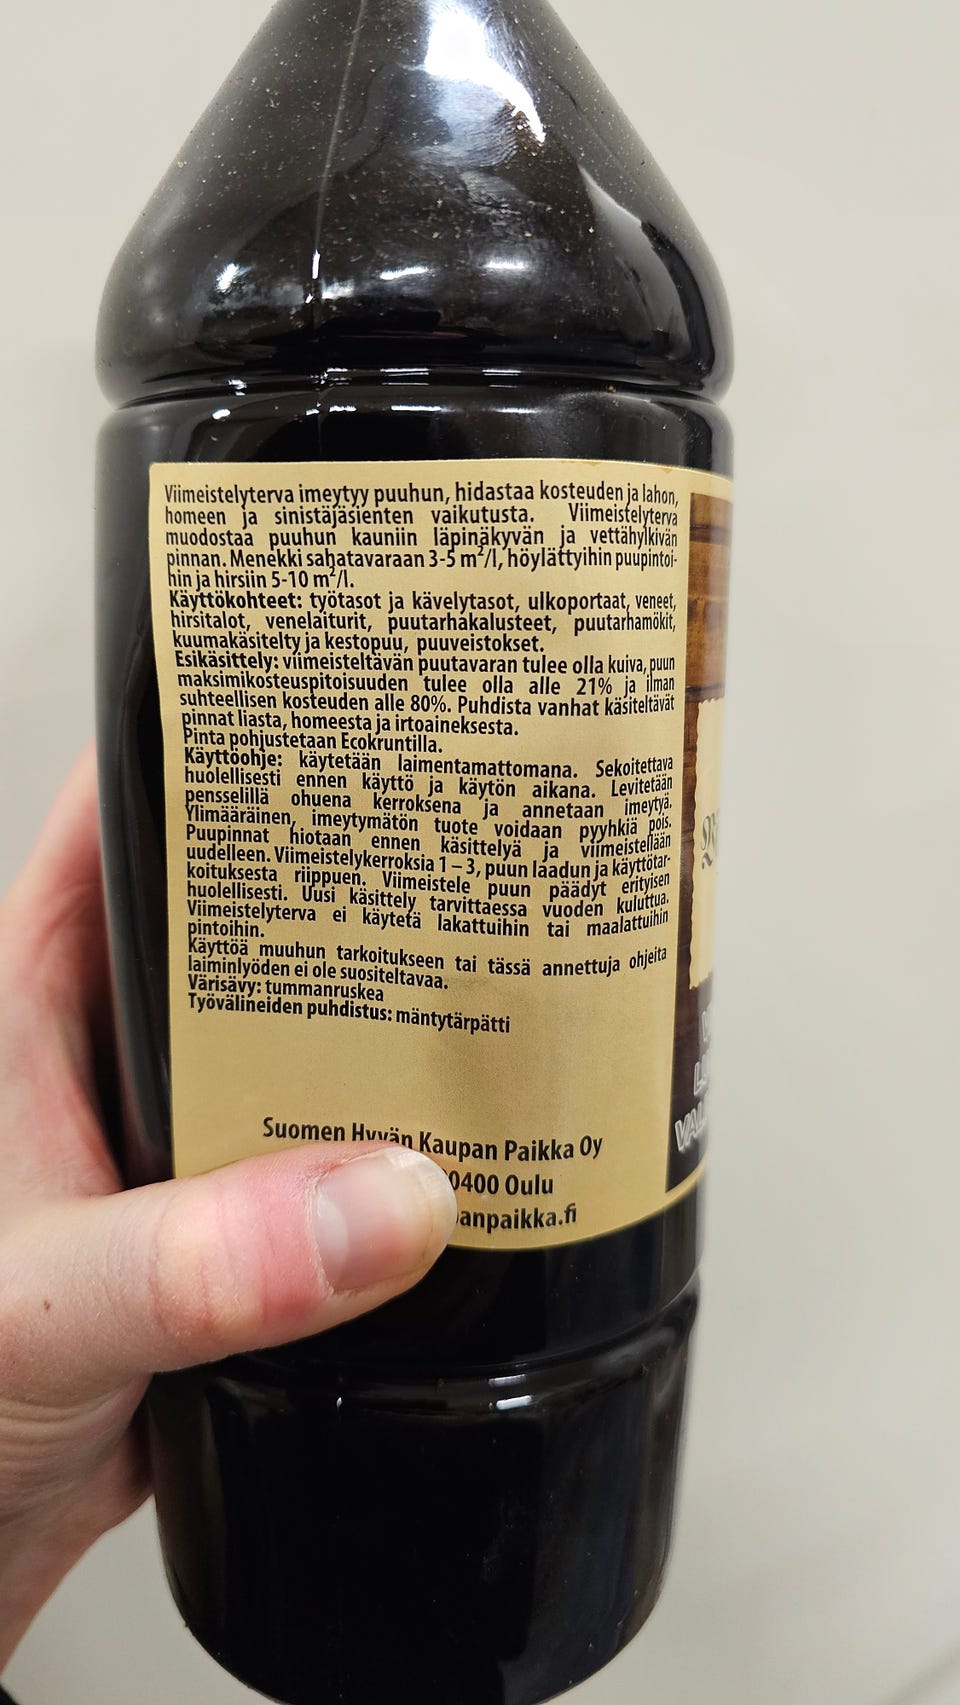 Viimeistelyterva imeytyy puuhun, hidastaa kosteuden ja lahon,
homeen ja sinistäjäsienten vaikutusta. Viimeistelyterva
muodostaa puuhun kauniin läpinäkyvän ja vettähylkivän
pinnan. Menekki sahatavaraan 3-5 m²/l, höylättyihin puupintoi-
hin ja hirsiin 5-10 m²/l.
Käyttökohteet: työtasot ja kävelytasot, ulkoportaat, veneet,
hirsitalot, venelaiturit, puutarhakalusteet, puutarhamökit,
kuumakäsitelty ja kestopuu, puuveistokset.
Esikäsittely: viimeisteltävän puutavaran tulee olla kuiva, puun
maksimikosteuspitoisuuden tulee olla alle 21% ja ilman
suhteellisen kosteuden alle 80%. Puhdista vanhat käsiteltävät
pinnat liasta, homeesta ja irtoaineksesta.
Pinta pohjustetaan Ecokruntilla.
Käyttöohje: käytetään laimentamattomana. Sekoitettava
huolellisesti ennen käyttö ja käytön aikana. Levitetään
pensselillä ohuena kerroksena ja annetaan imeytyä.
Ylimääräinen, imeytymätön tuote voidaan pyyhkiä pois.
Puupinnat hiotaan ennen käsittelyä ja viimeistellään
uudelleen. Viimeistelykerroksia 1 – 3, puun laadun ja käyttötar-
koituksesta riippuen. Viimeistele puun päädyt erityisen
huolellisesti. Uusi käsittely tarvittaessa vuoden kuluttua.
Viimeistelyterva ei käytetä lakattuihin tai maalattuihin
pintoihin.
Käyttöä muuhun tarkoitukseen tai tässä annettuja ohjeita
laiminlyöden ei ole suositeltavaa.
Värisävy: tummanruskea
Työvälineiden puhdistus: mäntytärpätti
Suomen Hyvän Kaupan Paikka Oy
0400 Oulu
anpaikka.fi